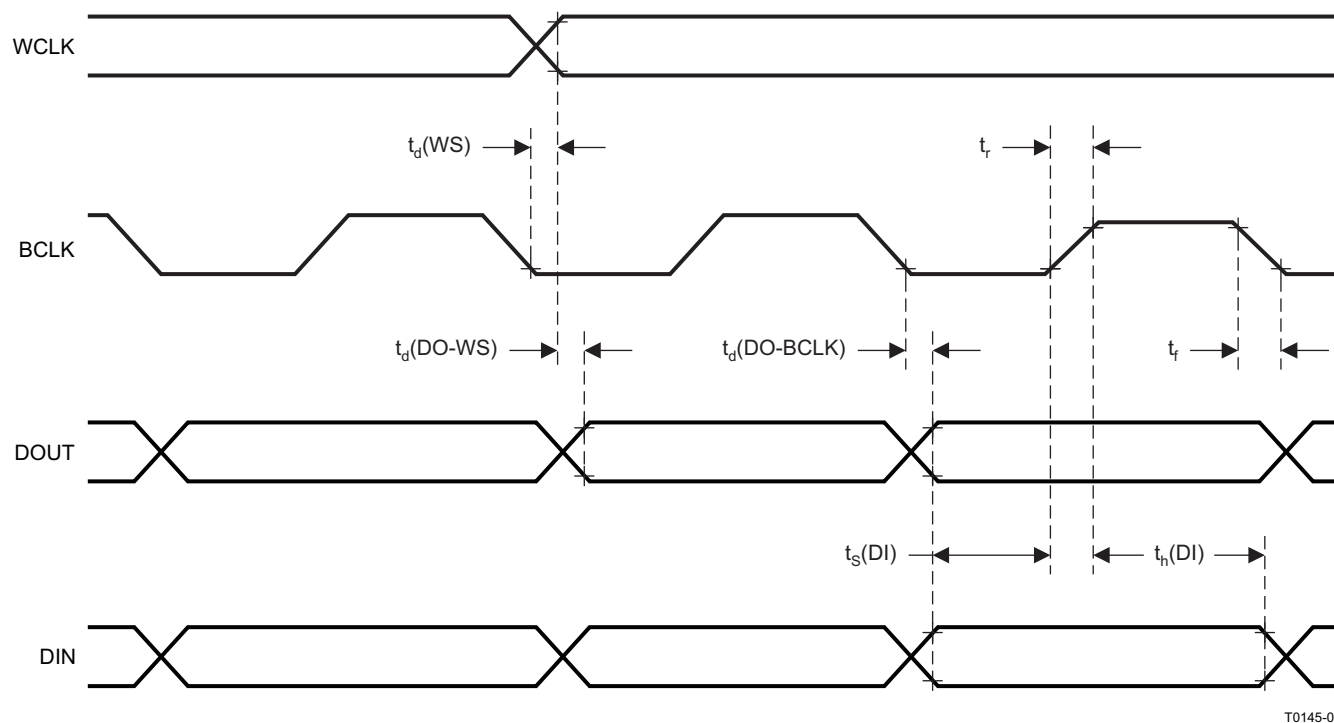 WCLK
t_d(WS)
t_r
BCLK
t_d(DO-WS)
t_d(DO-BCLK)
t_f
DOUT
t_S(DI)
t_h(DI)
DIN
T0145-0